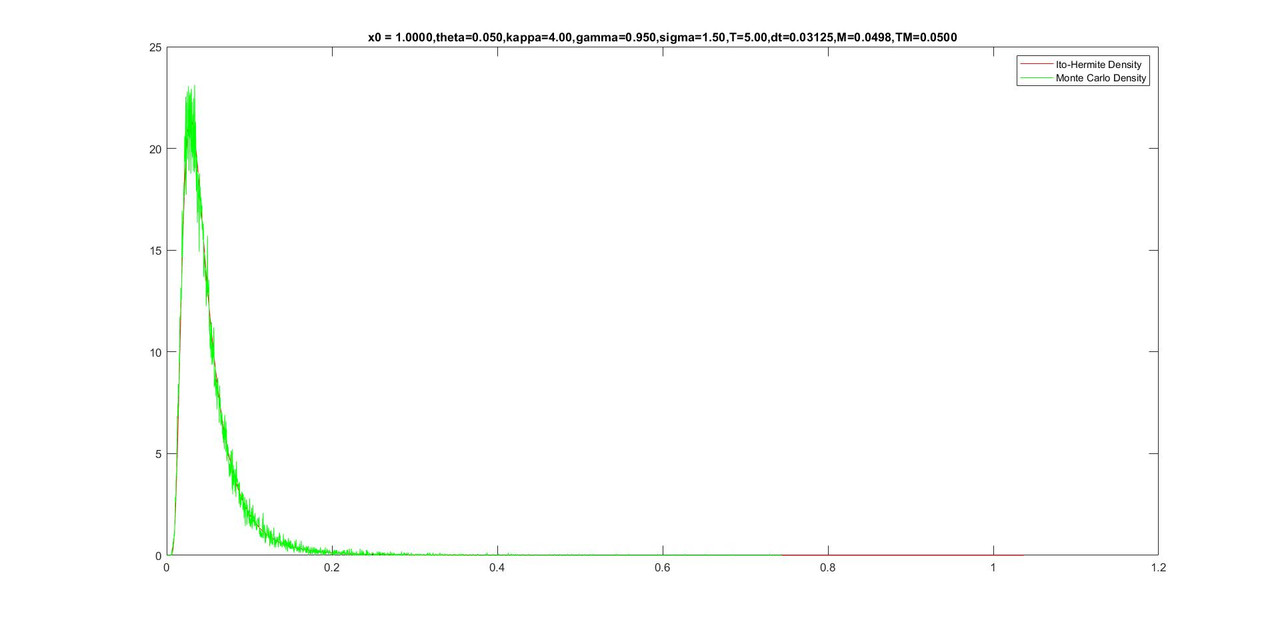 x0 = 1.0000,theta=0.050,kappa=4.00,gamma=0.950,sigma=1.50,T=5.00,dt=0.03125,M=0.0498,TM=0.0500
Ito-Hermite Density
Monte Carlo Density
25
20
15
10
5
0
0 0.2 0.4 0.6 0.8 1 1.2